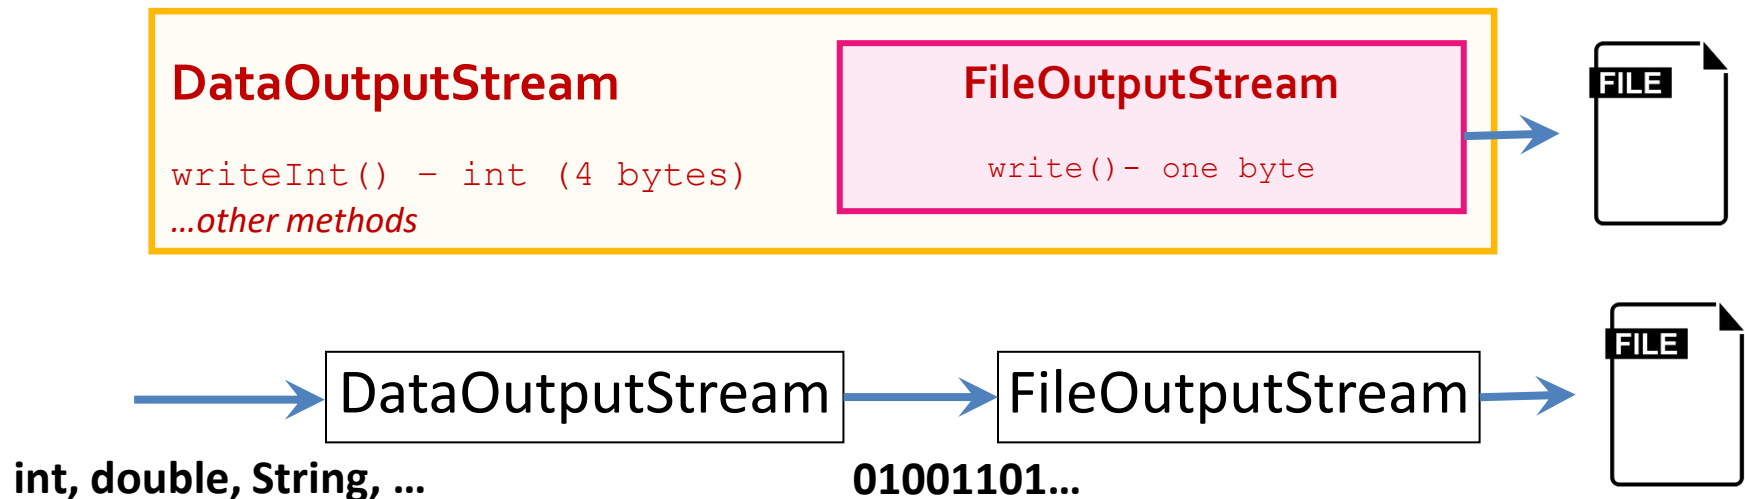 DataOutputStream
writeInt() – int (4 bytes)
…other methods
FileOutputStream
write()- one byte
FILE
DataOutputStream
FileOutputStream
FILE
int, double, String, …
01001101…